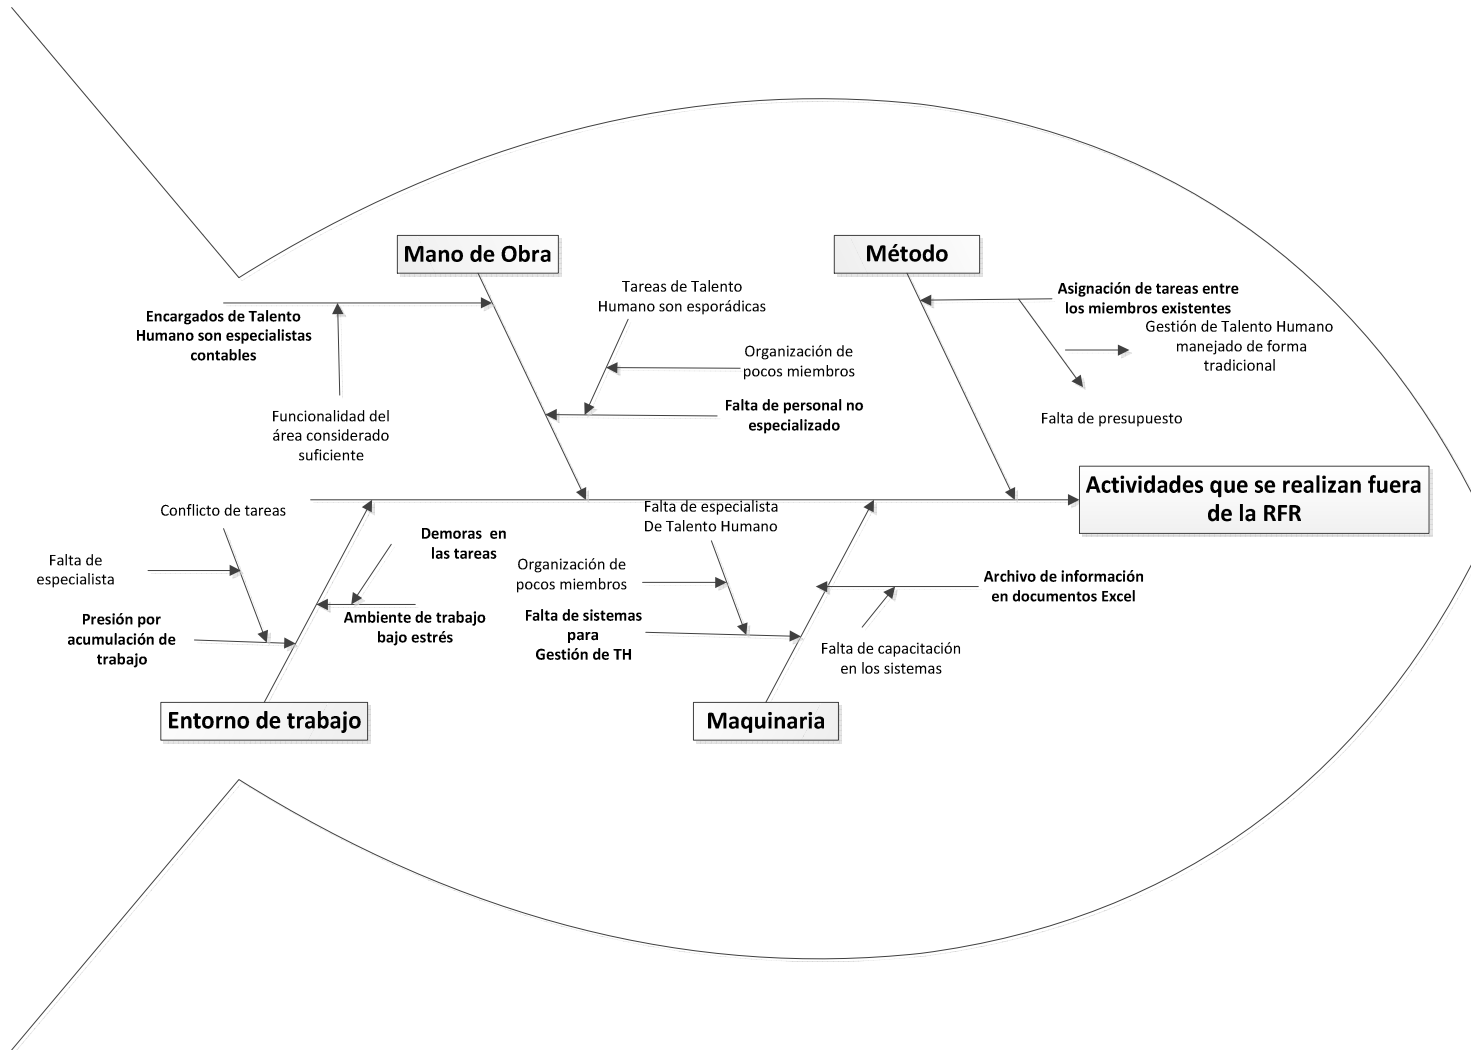 Mano de Obra
Método
Encargados de Talento
Humano son especialistas
contables
Funcionalidad del
área considerado
suficiente
Tareas de Talento
Humano son esporádicas
Organización de
pocos miembros
Falta de personal no
especializado
Asignación de tareas entre
los miembros existentes
Gestión de Talento Humano
manejado de forma
tradicional
Falta de presupuesto
Actividades que se realizan fuera
de la RFR
Conflicto de tareas
Falta de
especialista
Presión por
acumulación de
trabajo
Demoras en
las tareas
Ambiente de trabajo
bajo estrés
Falta de especialista
De Talento Humano
Organización de
pocos miembros
Falta de sistemas
para
Gestión de TH
Archivo de información
en documentos Excel
Falta de capacitación
en los sistemas
Entorno de trabajo
Maquinaria